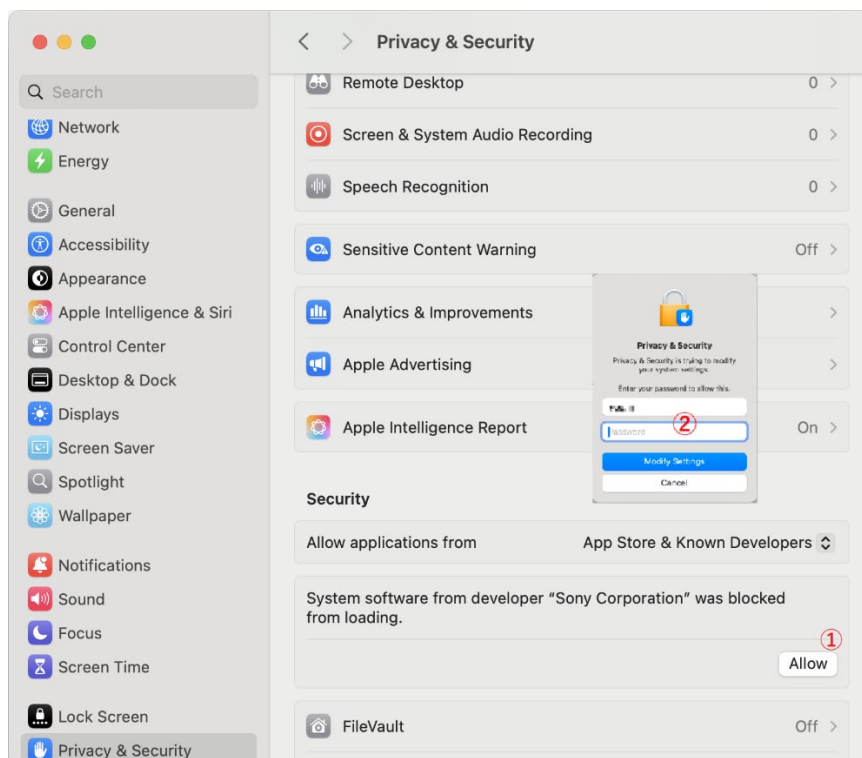 Privacy & Security
Search
Network
Energy
General
Accessibility
Appearance
Apple Intelligence & Siri
Control Center
Desktop & Dock
Displays
Screen Saver
Spotlight
Wallpaper
Notifications
Sound
Focus
Screen Time
Lock Screen
Privacy & Security
Remote Desktop 0
Screen & System Audio Recording 0
Speech Recognition 0
Sensitive Content Warning Off
Analytics & Improvements
Apple Advertising
Apple Intelligence Report On
Privacy & Security
Privacy & Security is trying to modify
your system settings.
Enter your password to allow this.
Password ②
Modify Settings
Cancel
Security
Allow applications from App Store & Known Developers
System software from developer “Sony Corporation” was blocked
from loading.
①
Allow
FileVault Off